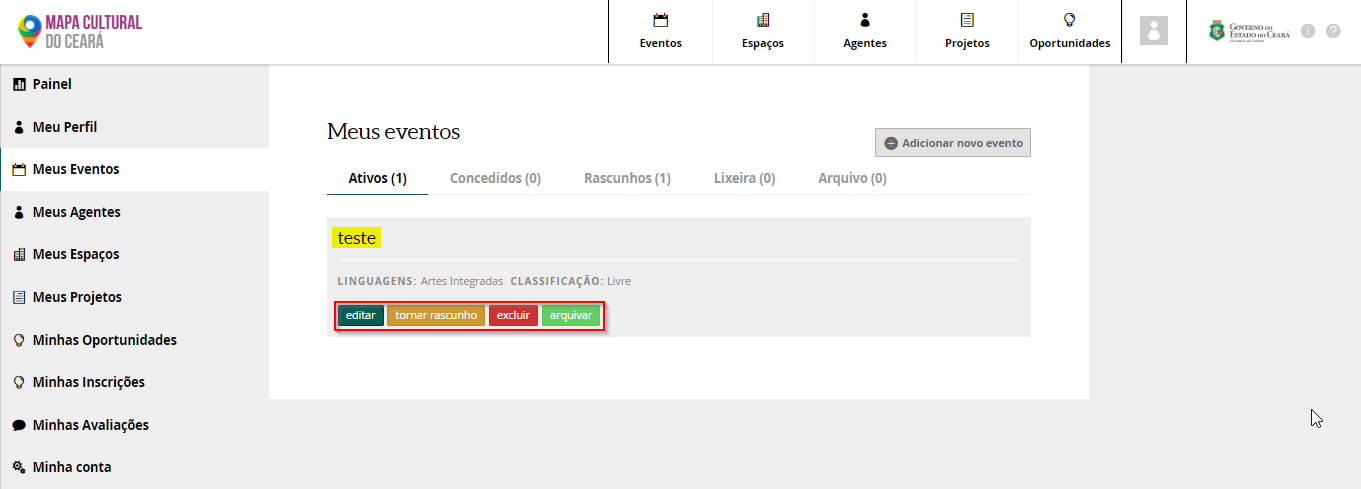 MAPA CULTURAL
DO CEARÁ
Eventos
Espaços
Agentes
Projetos
Oportunidades
GOVERNO DO
ESTADO DO CEARÁ
Secretaria da Cultura
i
?
Painel
Meu Perfil
Meus Eventos
Meus Agentes
Meus Espaços
Meus Projetos
Minhas Oportunidades
Minhas Inscrições
Minhas Avaliações
Minha conta
Meus eventos
Adicionar novo evento
Ativos (1) Concedidos (0) Rascunhos (1) Lixeira (0) Arquivo (0)
teste
LINGUAGENS: Artes Integradas CLASSIFICAÇÃO: Livre
editar tornar rascunho excluir arquivar